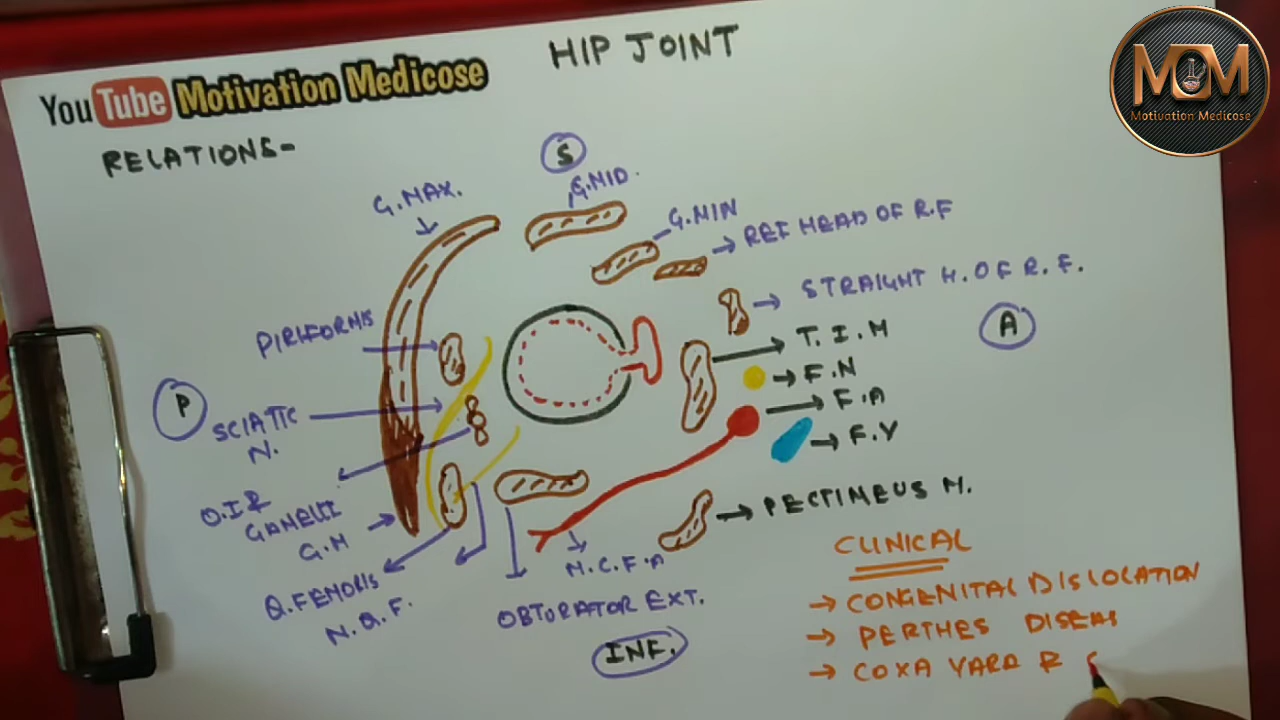 HIP JOINT
YouTube Motivation Medicose
MOM
Motivation Medicose
RELATIONS-
S
G.MID.
G.MAX.
G.MIN
REF HEAD OF R.F
STRAIGHT H. OF R.F.
A
PIRIFORMIS
T.I.M
F.N
P
F.A
SCIATIC
N.
F.V
O.I &
GAMELLI
G.M
PECTINEUS M.
M.C.F.A
Q.FEMORIS
N.Q.F.
OBTURATOR EXT.
INF.
CLINICAL
→ CONGENITAL DISLOCATION
→ PERTHES DISEAS
→ COXA VARA &